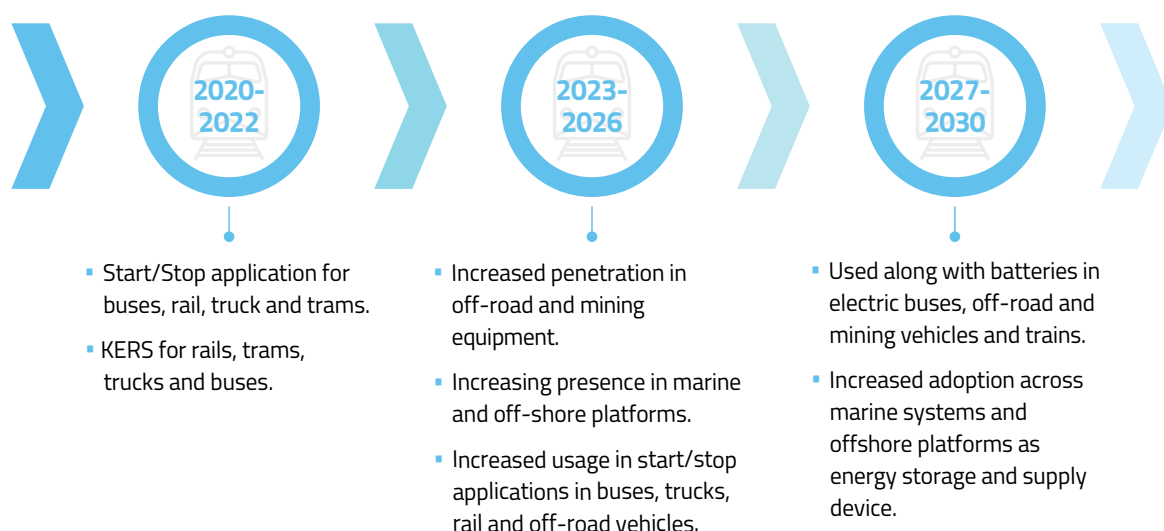 2020-
2022
2023-
2026
2027-
2030
▪ Start/Stop application for
buses, rail, truck and trams.
▪ KERS for rails, trams,
trucks and buses.
▪ Increased penetration in
off-road and mining
equipment.
▪ Increasing presence in marine
and off-shore platforms.
▪ Increased usage in start/stop
applications in buses, trucks,
rail and off-road vehicles.
▪ Used along with batteries in
electric buses, off-road and
mining vehicles and trains.
▪ Increased adoption across
marine systems and
offshore platforms as
energy storage and supply
device.